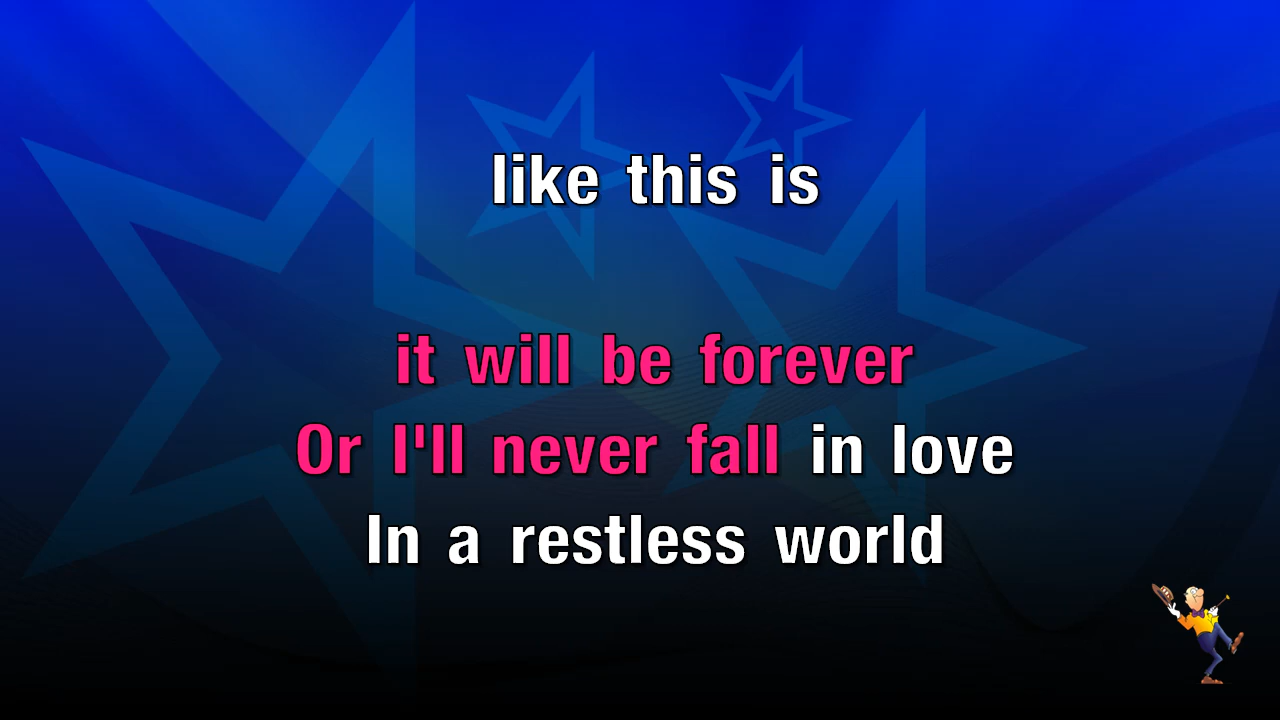 like this is
it will be forever
Or I'll never fall in love
In a restless world